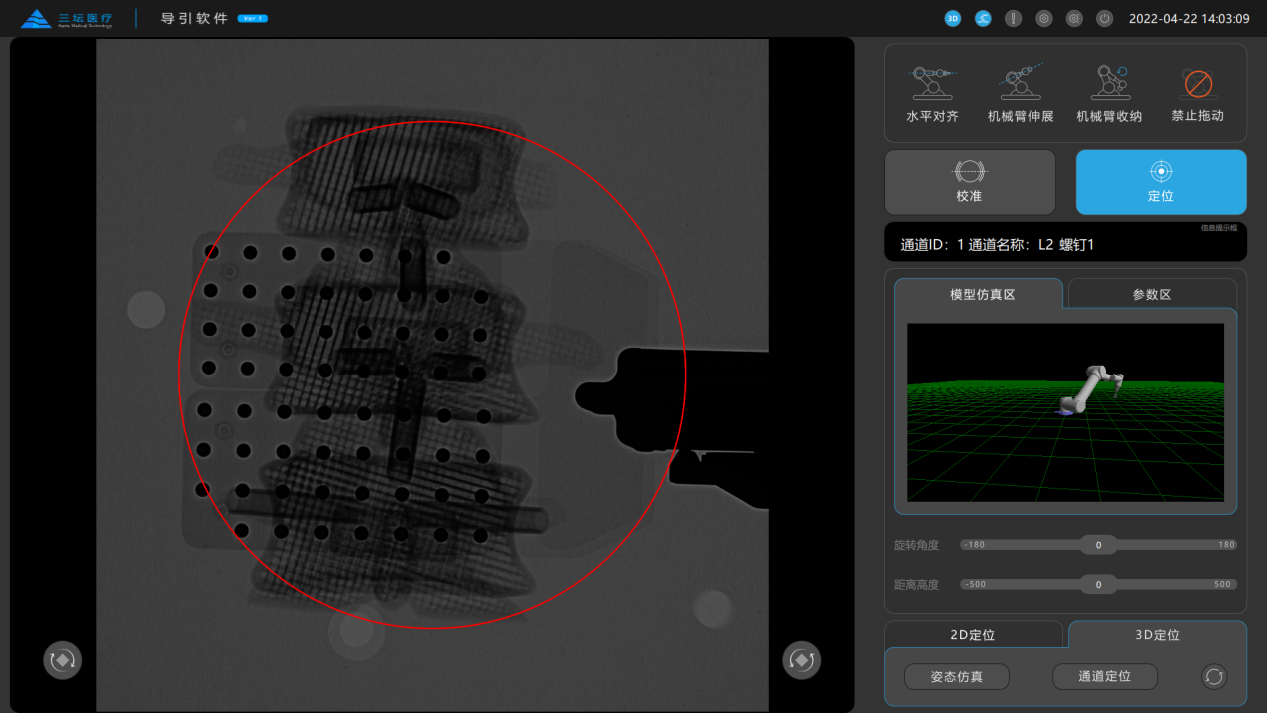 三坛医疗
Santa Medical Technology
导引软件 Ver 1
3D
2022-04-22 14:03:09
水平对齐 机械臂伸展 机械臂收纳 禁止拖动
校准 定位
信息提示框
通道ID：1 通道名称：L2 螺钉1
模型仿真区 参数区
旋转角度 -180 0 180
距离高度 -500 0 500
2D定位 3D定位
姿态仿真 通道定位